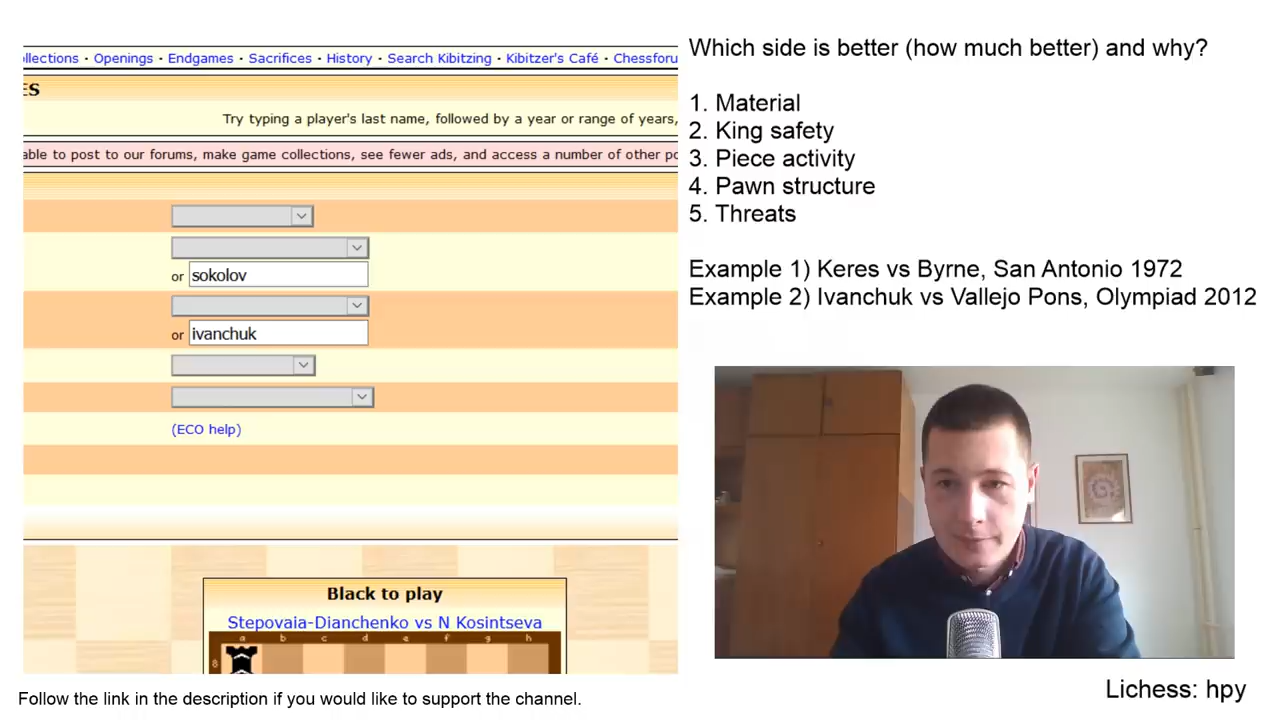 ollections · Openings · Endgames · Sacrifices · History · Search Kibitzing · Kibitzer's Café · Chessforu
ES
Try typing a player's last name, followed by a year or range of years,
able to post to our forums, make game collections, see fewer ads, and access a number of other po
or sokolov
or ivanchuk
(ECO help)
Black to play
Stepovaia-Dianchenko vs N Kosintseva
a b c d e f g h
8
Follow the link in the description if you would like to support the channel.
Which side is better (how much better) and why?
1. Material
2. King safety
3. Piece activity
4. Pawn structure
5. Threats
Example 1) Keres vs Byrne, San Antonio 1972
Example 2) Ivanchuk vs Vallejo Pons, Olympiad 2012
Lichess: hpy